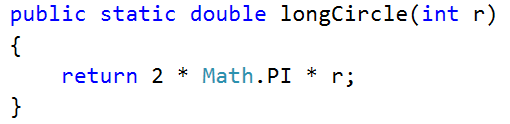 public static double longCircle(int r)
{
    return 2 * Math.PI * r;
}